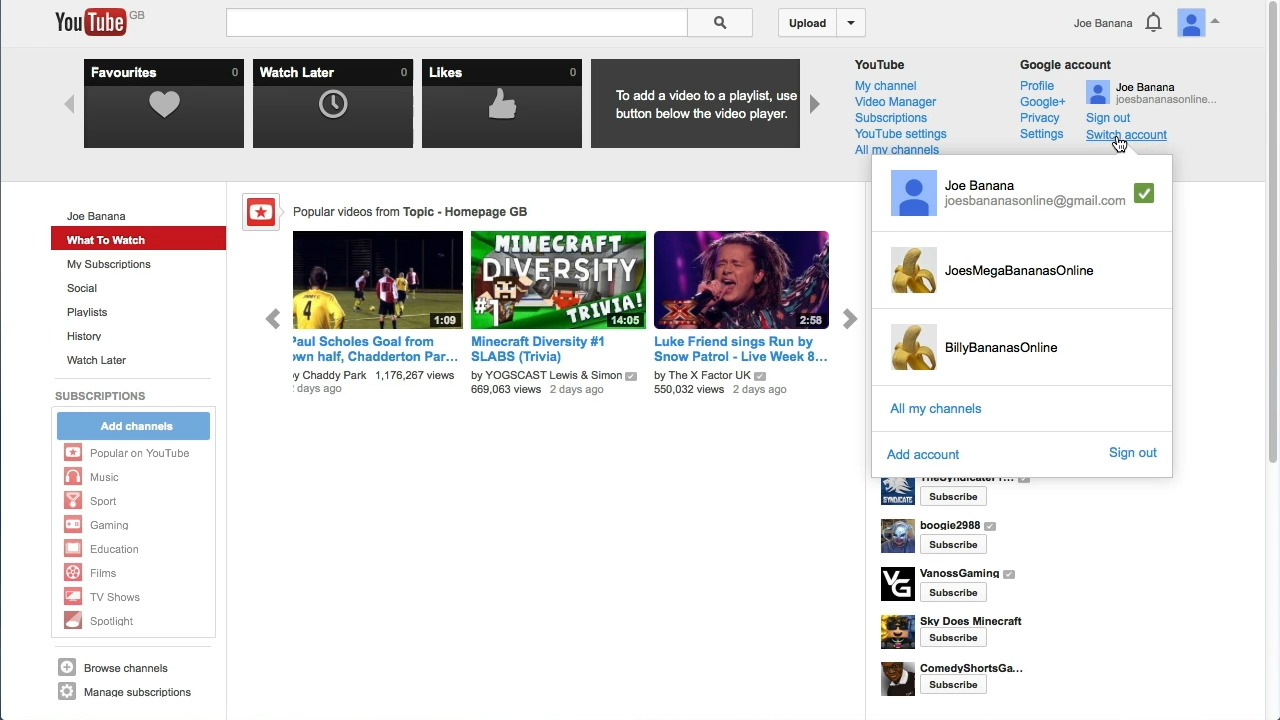 YouTube GB
Upload
Joe Banana
Favourites 0
Watch Later 0
Likes 0
To add a video to a playlist, use
button below the video player.
YouTube
My channel
Video Manager
Subscriptions
YouTube settings
All my channels
Google account
Profile
Google+
Privacy
Settings
Joe Banana
joesbananasonline...
Sign out
Switch account
Joe Banana
joesbananasonline@gmail.com
JoesMegaBananasOnline
BillyBananasOnline
All my channels
Add account
Sign out
Joe Banana
What To Watch
My Subscriptions
Social
Playlists
History
Watch Later
SUBSCRIPTIONS
Add channels
Popular on YouTube
Music
Sport
Gaming
Education
Films
TV Shows
Spotlight
Browse channels
Manage subscriptions
Popular videos from Topic - Homepage GB
4
1:09
Paul Scholes Goal from
own half, Chadderton Par...
by Chaddy Park 1,176,267 views
days ago
MINECRAFT
DIVERSITY
#1
TRIVIA!
14:05
Minecraft Diversity #1
SLABS (Trivia)
by YOGSCAST Lewis & Simon
669,063 views 2 days ago
X
2:58
Luke Friend sings Run by
Snow Patrol - Live Week 8...
by The X Factor UK
550,032 views 2 days ago
SYNDICATE
Subscribe
boogie2988
Subscribe
VG
VanossGaming
Subscribe
Sky Does Minecraft
Subscribe
ComedyShortsGa...
Subscribe